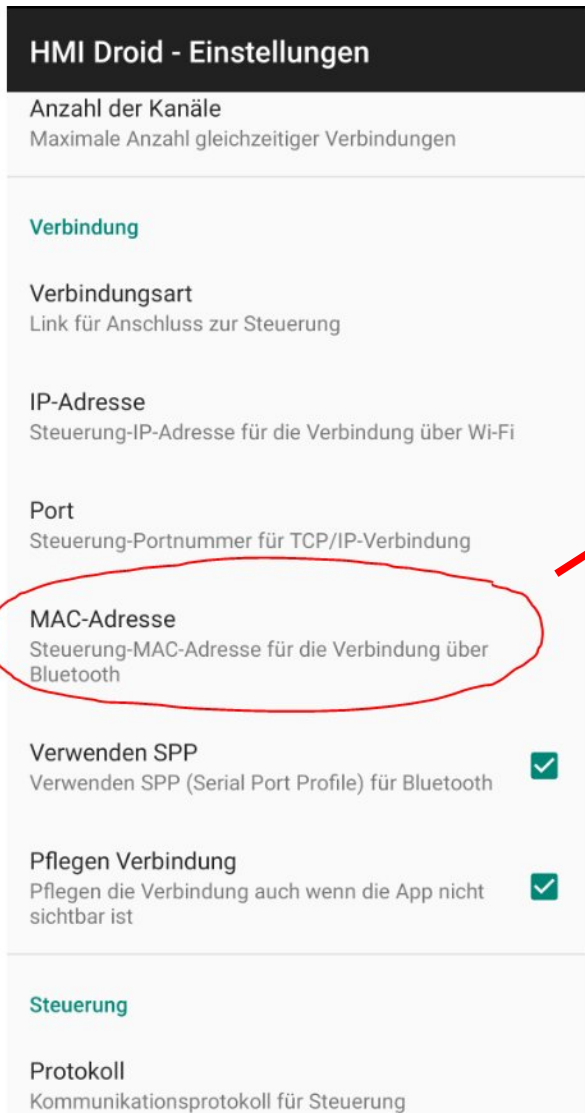 HMI Droid - Einstellungen
Anzahl der Kanäle
Maximale Anzahl gleichzeitiger Verbindungen
Verbindung
Verbindungsart
Link für Anschluss zur Steuerung
IP-Adresse
Steuerung-IP-Adresse für die Verbindung über Wi-Fi
Port
Steuerung-Portnummer für TCP/IP-Verbindung
MAC-Adresse
Steuerung-MAC-Adresse für die Verbindung über
Bluetooth
Verwenden SPP
Verwenden SPP (Serial Port Profile) für Bluetooth
Pflegen Verbindung
Pflegen die Verbindung auch wenn die App nicht
sichtbar ist
Steuerung
Protokoll
Kommunikationsprotokoll für Steuerung